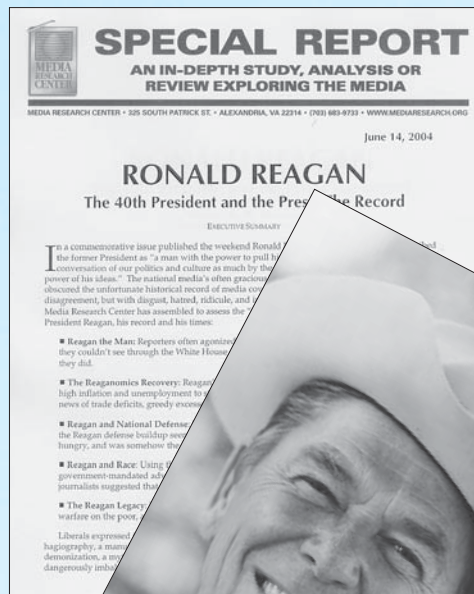 MEDIA
RESEARCH
CENTER
SPECIAL REPORT
AN IN-DEPTH STUDY, ANALYSIS OR
REVIEW EXPLORING THE MEDIA
MEDIA RESEARCH CENTER • 325 SOUTH PATRICK ST. • ALEXANDRIA, VA 22314 • (703) 683-9733 • WWW.MEDIARESEARCH.ORG
June 14, 2004
RONALD REAGAN
The 40th President and the Press: The Record
EXECUTIVE SUMMARY
In a commemorative issue published the weekend Ronald
the former President as "a man with the power to pull hi
conversation of our politics and culture as much by the
power of his ideas." The national media's often gracious
obscured the unfortunate historical record of media cov
disagreement, but with disgust, hatred, ridicule, and i
Media Research Center has assembled to assess the "
President Reagan, his record and his times:
■ Reagan the Man: Reporters often agonized
they couldn't see through the White House
they did.
■ The Reaganomics Recovery: Reagan
high inflation and unemployment to
news of trade deficits, greedy excess
■ Reagan and National Defense:
the Reagan defense buildup see
hungry, and was somehow the
■ Reagan and Race: Using
government-mandated adv
journalists suggested tha
■ The Reagan Legacy:
warfare on the poor,
Liberals expressed
hagiography, a man
demonization, a my
dangerously imba